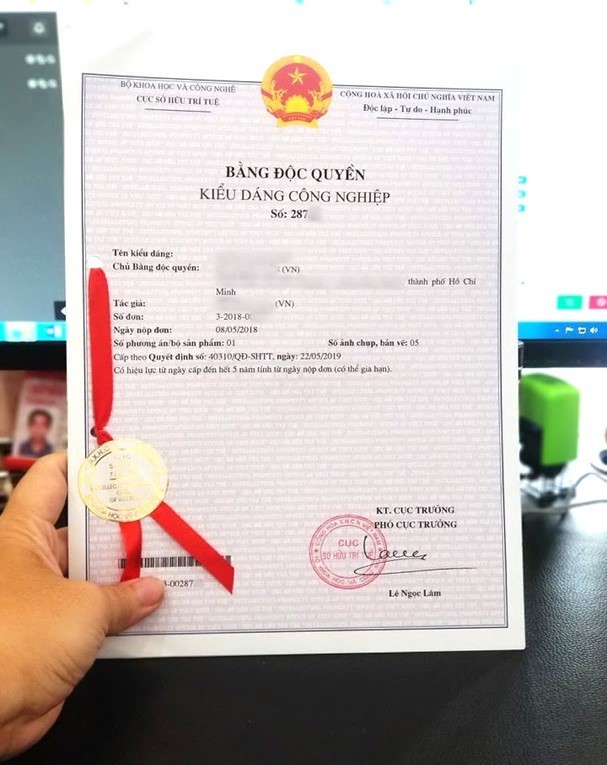 BỘ KHOA HỌC VÀ CÔNG NGHỆ
CỤC SỞ HỮU TRÍ TUỆ
CỘNG HOÀ XÃ HỘI CHỦ NGHĨA VIỆT NAM
Độc lập - Tự do - Hạnh phúc
BẰNG ĐỘC QUYỀN
KIỂU DÁNG CÔNG NGHIỆP
Số: 287
Tên kiểu dáng:
Chủ Bằng độc quyền: (VN)
thành phố Hồ Chí
Minh
Tác giả: (VN)
Số đơn: 3-2018-0
Ngày nộp đơn: 08/05/2018
Số phương án/bộ sản phẩm: 01 Số ảnh chụp, bản vẽ: 05
Cấp theo Quyết định số: 40310/QĐ-SHTT, ngày: 22/05/2019
Có hiệu lực từ ngày cấp đến hết 5 năm tính từ ngày nộp đơn (có thể gia hạn).
KT. CỤC TRƯỞNG
PHÓ CỤC TRƯỞNG
CỤC
SỞ HỮU TRÍ
Lê Ngọc Lâm
-00287